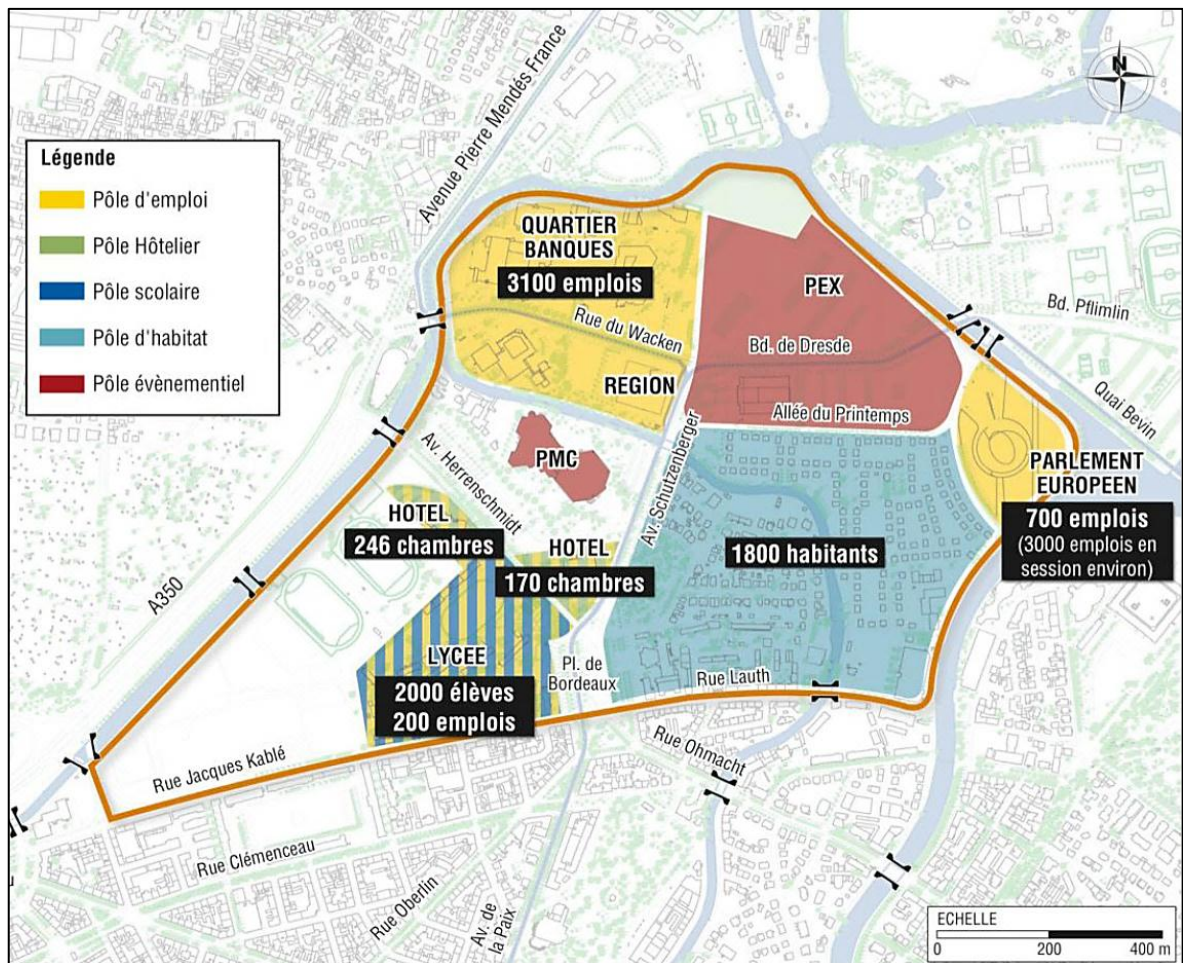 N
Avenue Pierre Mendés France
Légende
Pôle d'emploi
Pôle Hôtelier
Pôle scolaire
Pôle d'habitat
Pôle évènementiel
QUARTIER
BANQUES
3100 emplois
PEX
Bd. Pflimlin
Rue du Wacken
Bd. de Dresde
REGION
Allée du Printemps
Quai Bevin
PMC
Av. Herrenschmidt
Av. Schutzenberger
PARLEMENT
EUROPEEN
700 emplois
(3000 emplois en
session environ)
HOTEL
246 chambres
HOTEL
170 chambres
1800 habitants
A350
LYCEE
2000 élèves
200 emplois
Pl. de
Bordeaux
Rue Lauth
Rue Jacques Kablé
Rue Ohmacht
Rue Clémenceau
Rue Oberlin
Av. de
la Paix
ECHELLE
0 200 400 m